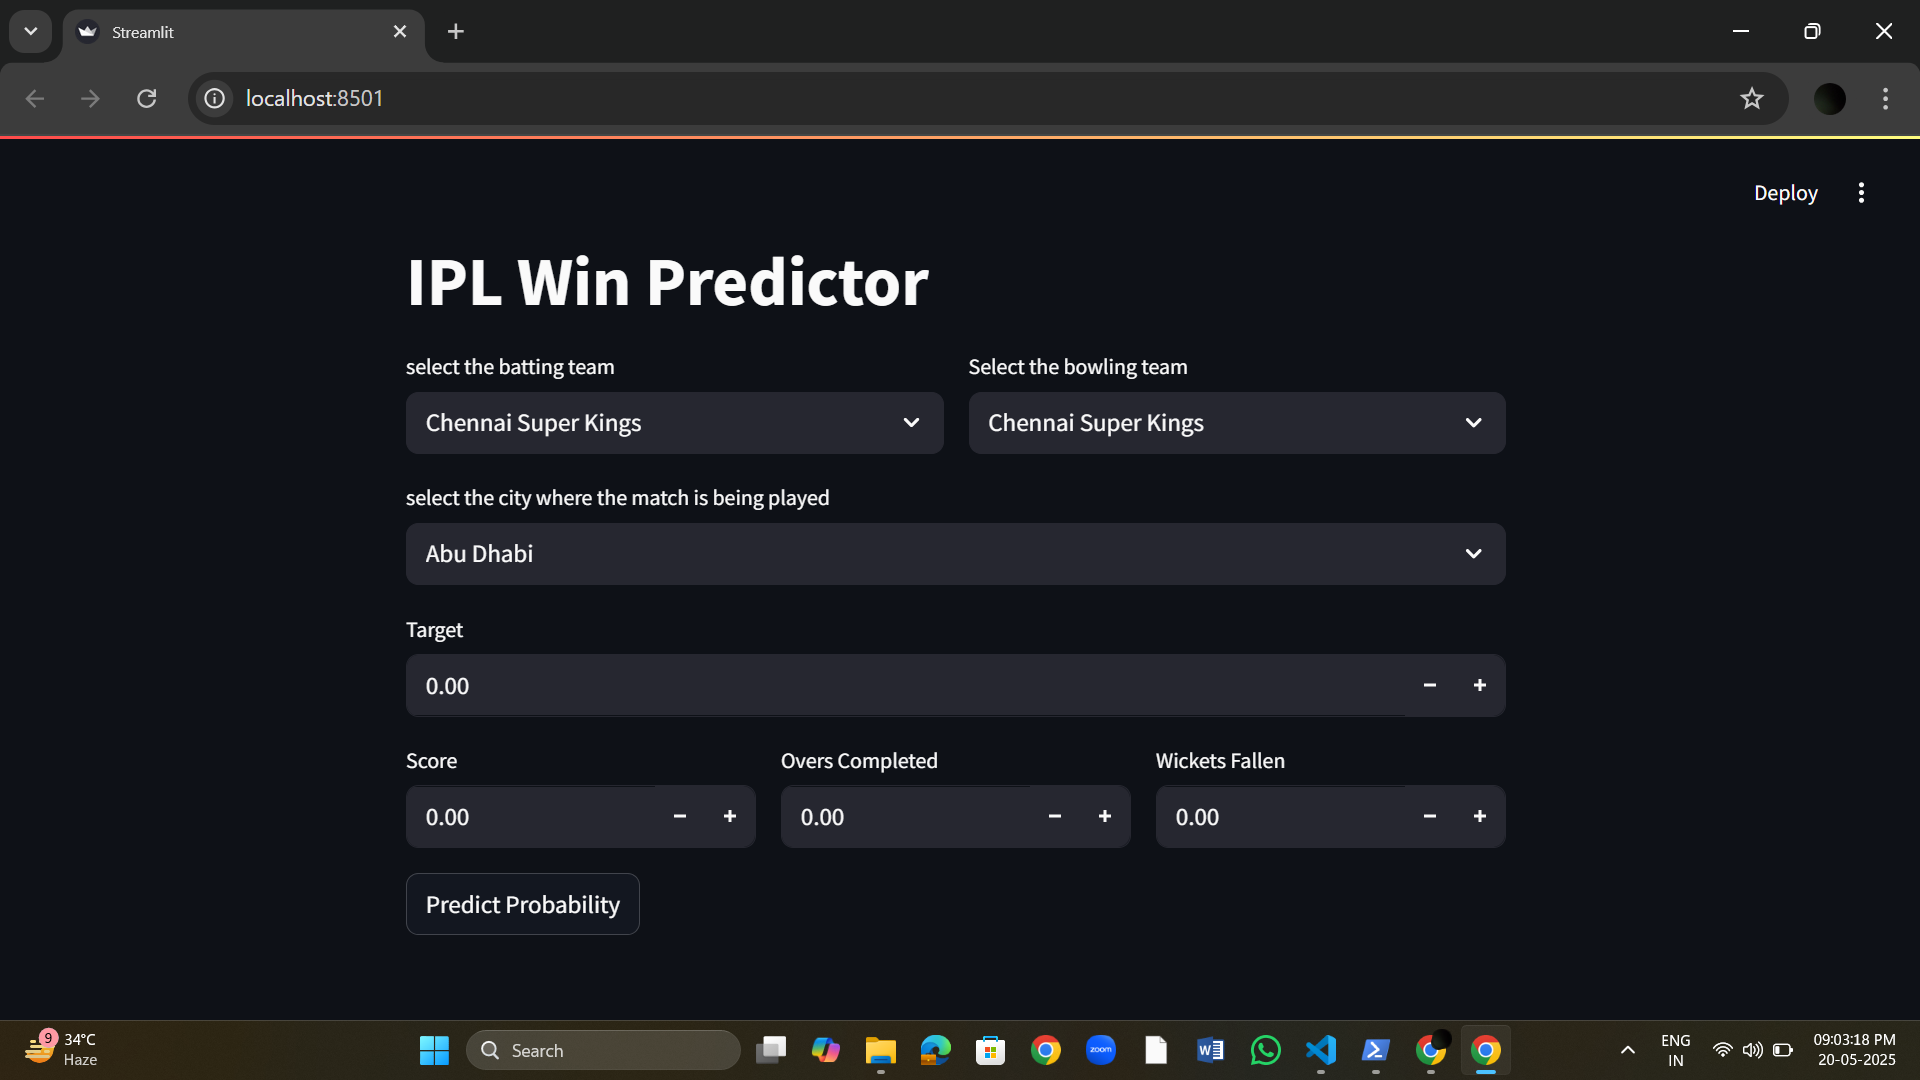 Streamlit
localhost:8501
Deploy
IPL Win Predictor
select the batting team
Select the bowling team
Chennai Super Kings
Chennai Super Kings
select the city where the match is being played
Abu Dhabi
Target
0.00
Score
Overs Completed
Wickets Fallen
0.00
0.00
0.00
Predict Probability
9
34°C
Haze
Search
zoom
W
ENG
IN
09:03:18 PM
20-05-2025